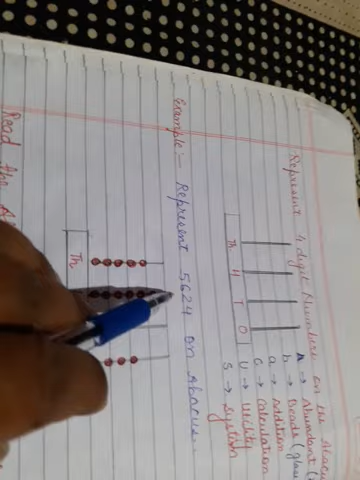 Represent 4 digit Numbers on the Abacus
A → Abundant
b → Beads (glass
a → Addition
C → Calculation
U → Utility
S → System
Th H T O
Example:- Represent 5624 on Abacus.
Th
Read the